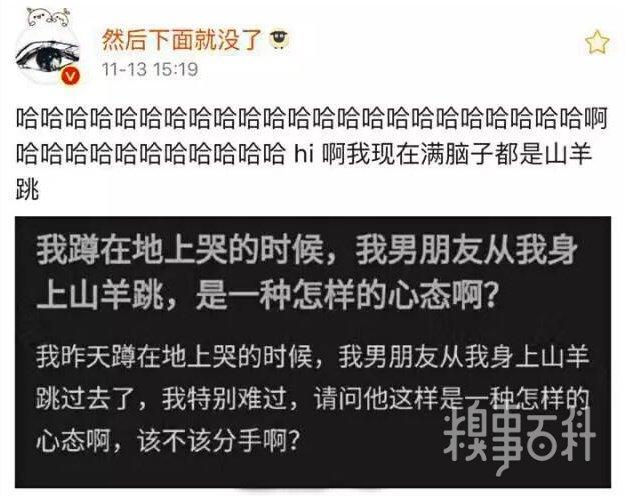 然后下面就没了
11-13 15:19
哈哈哈哈哈哈哈哈哈哈哈哈哈哈哈哈哈哈哈哈哈哈哈啊
哈哈哈哈哈哈哈哈哈哈哈 hi 啊我现在满脑子都是山羊
跳
我蹲在地上哭的时候，我男朋友从我身
上山羊跳，是一种怎样的心态啊？
我昨天蹲在地上哭的时候，我男朋友从我身上山羊
跳过去了，我特别难过，请问他这样是一种怎样的
心态啊，该不该分手啊？
糗事百科